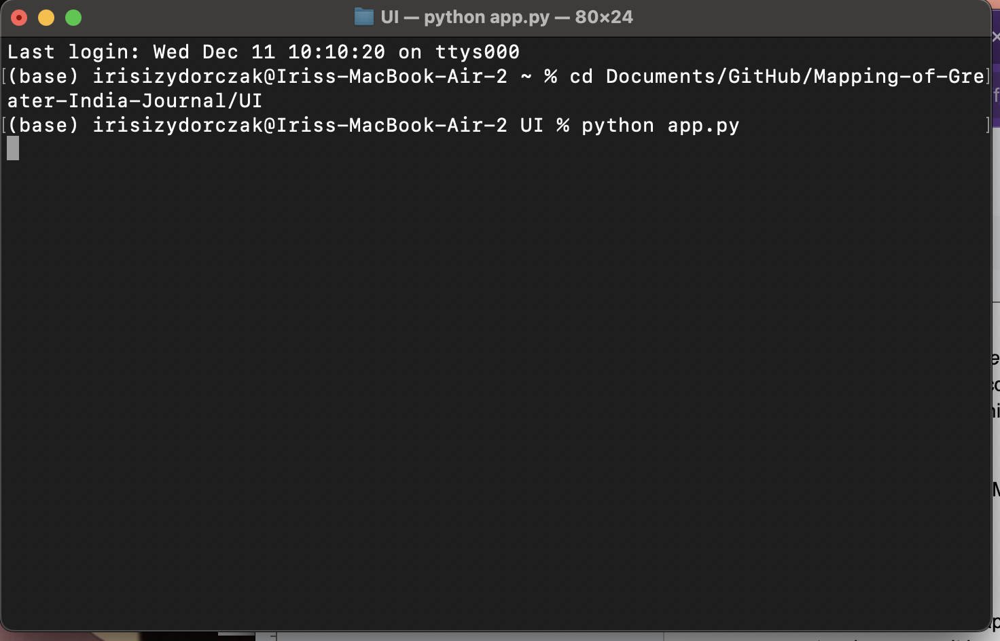 UI — python app.py — 80×24
Last login: Wed Dec 11 10:10:20 on ttys000
[(base) irisizydorczak@Iriss-MacBook-Air-2 ~ % cd Documents/GitHub/Mapping-of-Gre]
ater-India-Journal/UI
[(base) irisizydorczak@Iriss-MacBook-Air-2 UI % python app.py ]